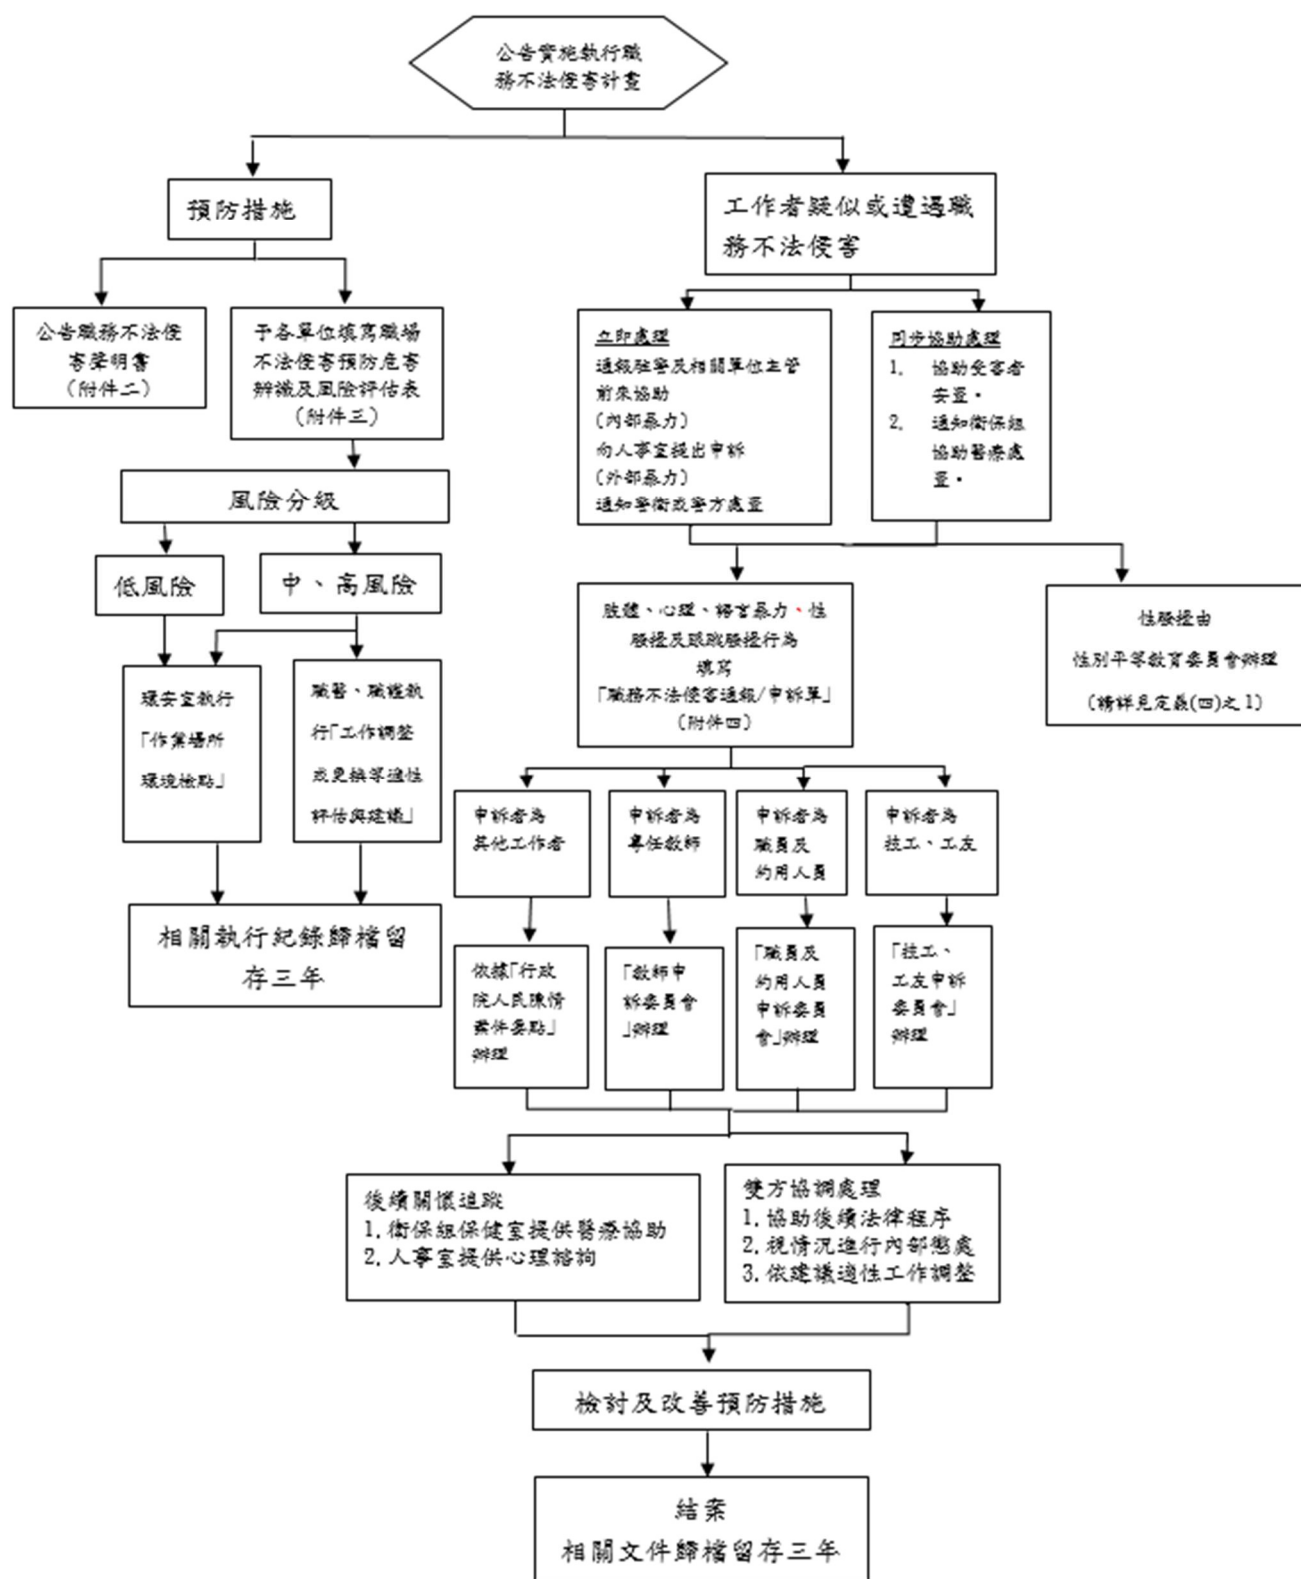 公告實施執行職
務不法侵害計畫
預防措施
工作者疑似或遭遇職
務不法侵害
公告職務不法侵
害聲明書
(附件二)
予各單位填寫職場
不法侵害預防危害
辨識及風險評估表
(附件三)
立即處理
通報駐警及相關單位主管
前來協助
(內部暴力)
向人事室提出申訴
(外部暴力)
通知警衛或警方處置
同步協助處理
1. 協助受害者
安置。
2. 通知衛保組
協助醫療處
置。
風險分級
低風險
中、高風險
環安室執行
「作業場所
環境檢點」
職醫、職護執
行「工作調整
或更換等適性
評估與建議」
相關執行紀錄歸檔留
存三年
肢體、心理、語言暴力、性
騷擾及跟蹤騷擾行為
填寫
「職務不法侵害通報/申訴單」
(附件四)
性騷擾由
性別平等教育委員會辦理
(請詳見定義(四)之1)
申訴者為
其他工作者
申訴者為
專任教師
申訴者為
職員及
約用人員
申訴者為
技工、工友
依據「行政
院人民陳情
案件要點」
辦理
「教師申
訴委員會
」辦理
「職員及
約用人員
申訴委員
會」辦理
「技工、
工友申訴
委員會」
辦理
後續關懷追蹤
1.衛保組保健室提供醫療協助
2.人事室提供心理諮詢
雙方協調處理
1.協助後續法律程序
2.視情況進行內部懲處
3.依建議適性工作調整
檢討及改善預防措施
結案
相關文件歸檔留存三年